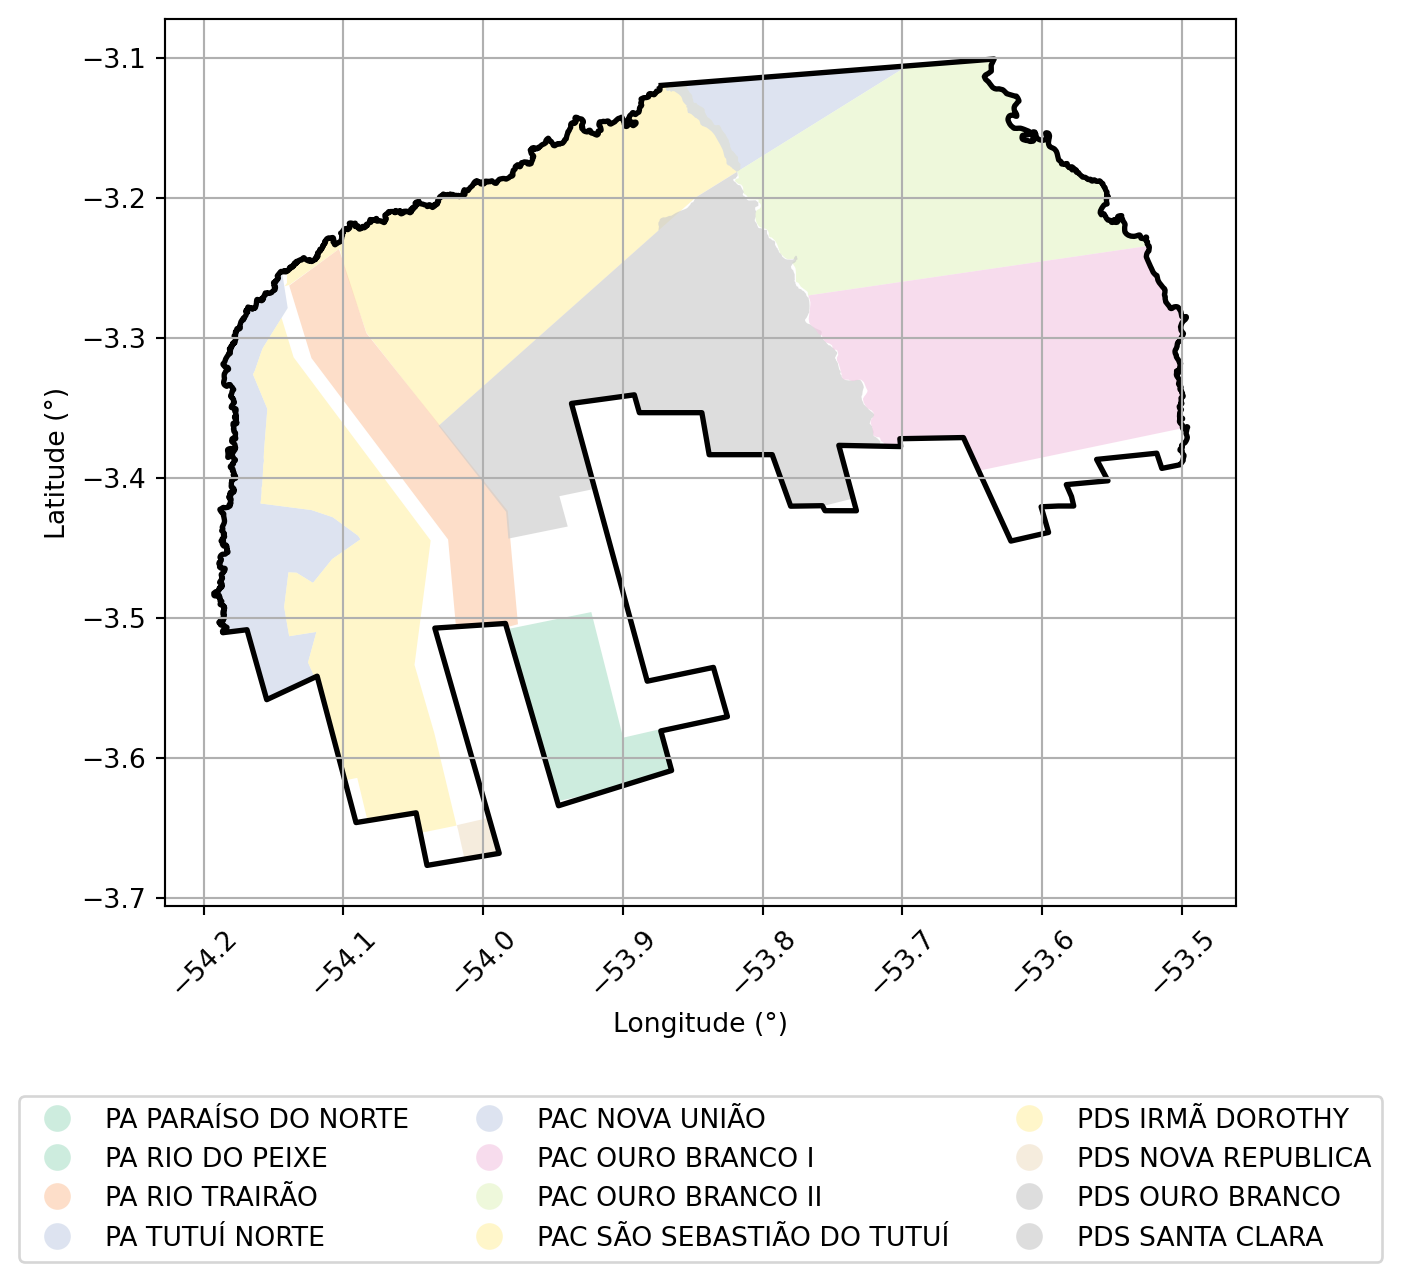 −3.1
−3.2
−3.3
−3.4
−3.5
−3.6
−3.7
Latitude (°)
−54.2 −54.1 −54.0 −53.9 −53.8 −53.7 −53.6 −53.5
Longitude (°)
PA PARAÍSO DO NORTE
PA RIO DO PEIXE
PA RIO TRAIRÃO
PA TUTUÍ NORTE
PAC NOVA UNIÃO
PAC OURO BRANCO I
PAC OURO BRANCO II
PAC SÃO SEBASTIÃO DO TUTUÍ
PDS IRMÃ DOROTHY
PDS NOVA REPUBLICA
PDS OURO BRANCO
PDS SANTA CLARA